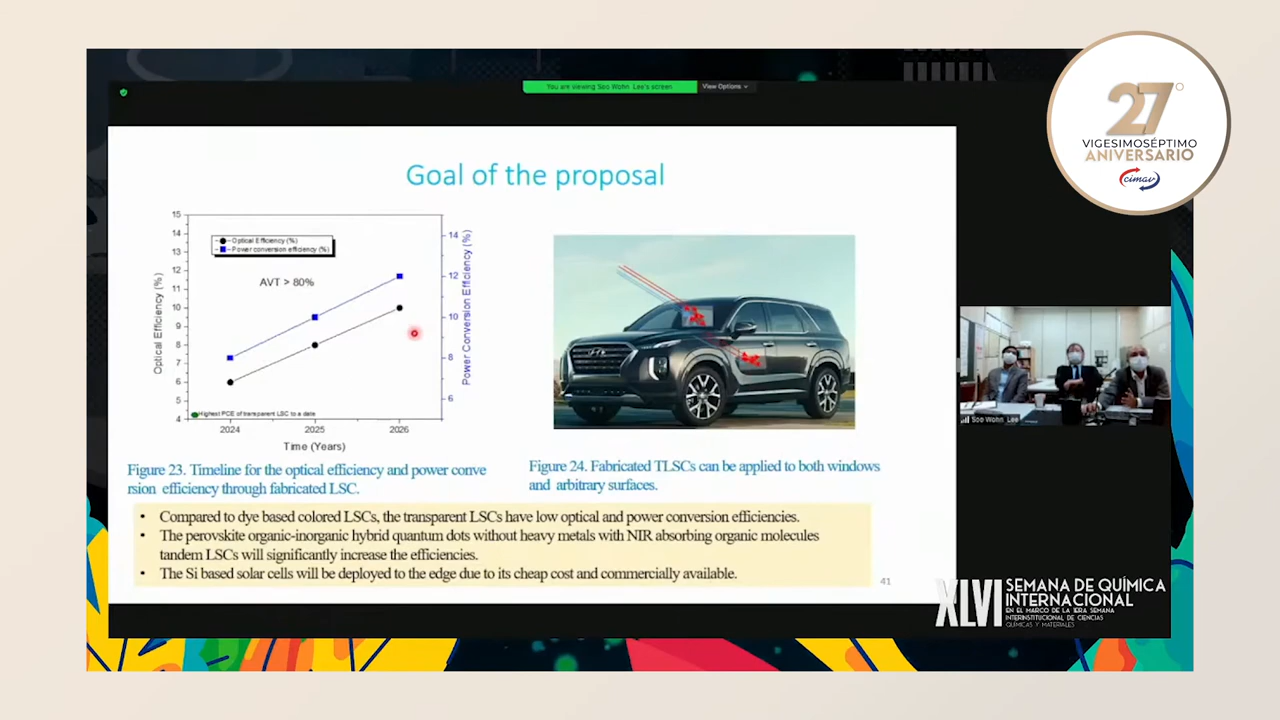 You are viewing Soo Wohn Lee's screen
View Options
27°
VIGESIMOSÉPTIMO
ANIVERSARIO
cimav
Goal of the proposal
15
14
13
12
11
10
9
8
7
6
5
4
Optical Efficiency (%)
Optical Efficiency (%)
Power conversion efficiency (%)
AVT > 80%
Highest PCE of transparent LSC to a date
14
12
10
8
6
Power Conversion Efficiency (%)
2024
2025
2026
Time (Years)
Figure 23. Timeline for the optical efficiency and power conve
rsion efficiency through fabricated LSC.
Figure 24. Fabricated TLSCs can be applied to both windows
and arbitrary surfaces.
• Compared to dye based colored LSCs, the transparent LSCs have low optical and power conversion efficiencies.
• The perovskite organic-inorganic hybrid quantum dots without heavy metals with NIR absorbing organic molecules
tandem LSCs will significantly increase the efficiencies.
• The Si based solar cells will be deployed to the edge due to its cheap cost and commercially available.
41
Soo Wohn Lee
XLVI
SEMANA DE QUÍMICA
INTERNACIONAL
EN EL MARCO DE LA 1ERA SEMANA
INTERINSTITUCIONAL DE CIENCIAS
QUÍMICAS Y MATERIALES